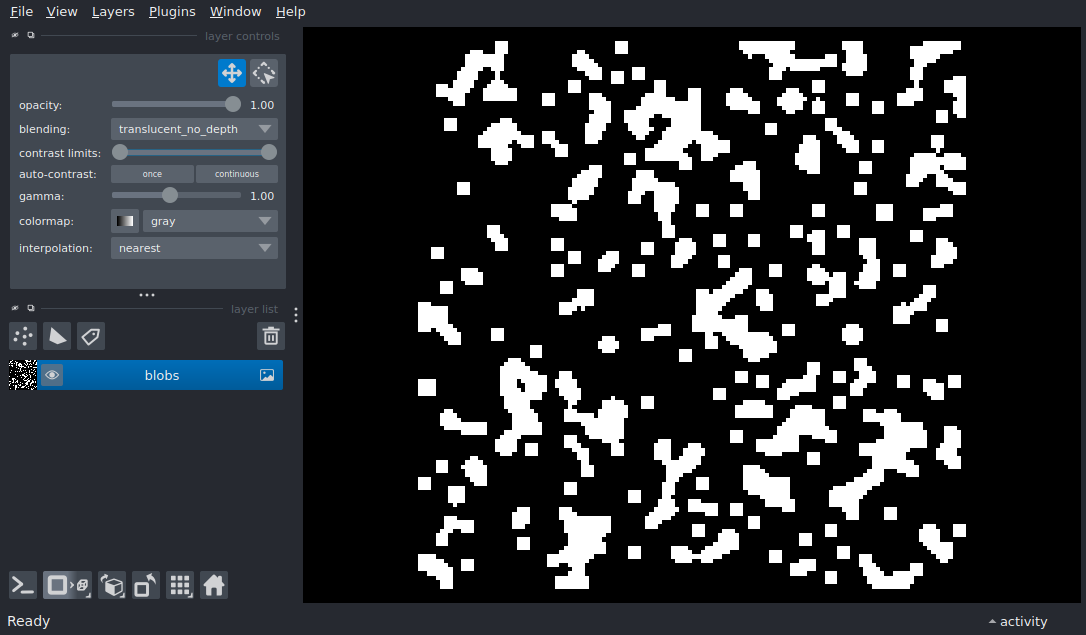 File View Layers Plugins Window Help
layer controls
opacity: 1.00
blending: translucent_no_depth
contrast limits:
auto-contrast: once continuous
gamma: 1.00
colormap: gray
interpolation: nearest
layer list
blobs
Ready activity